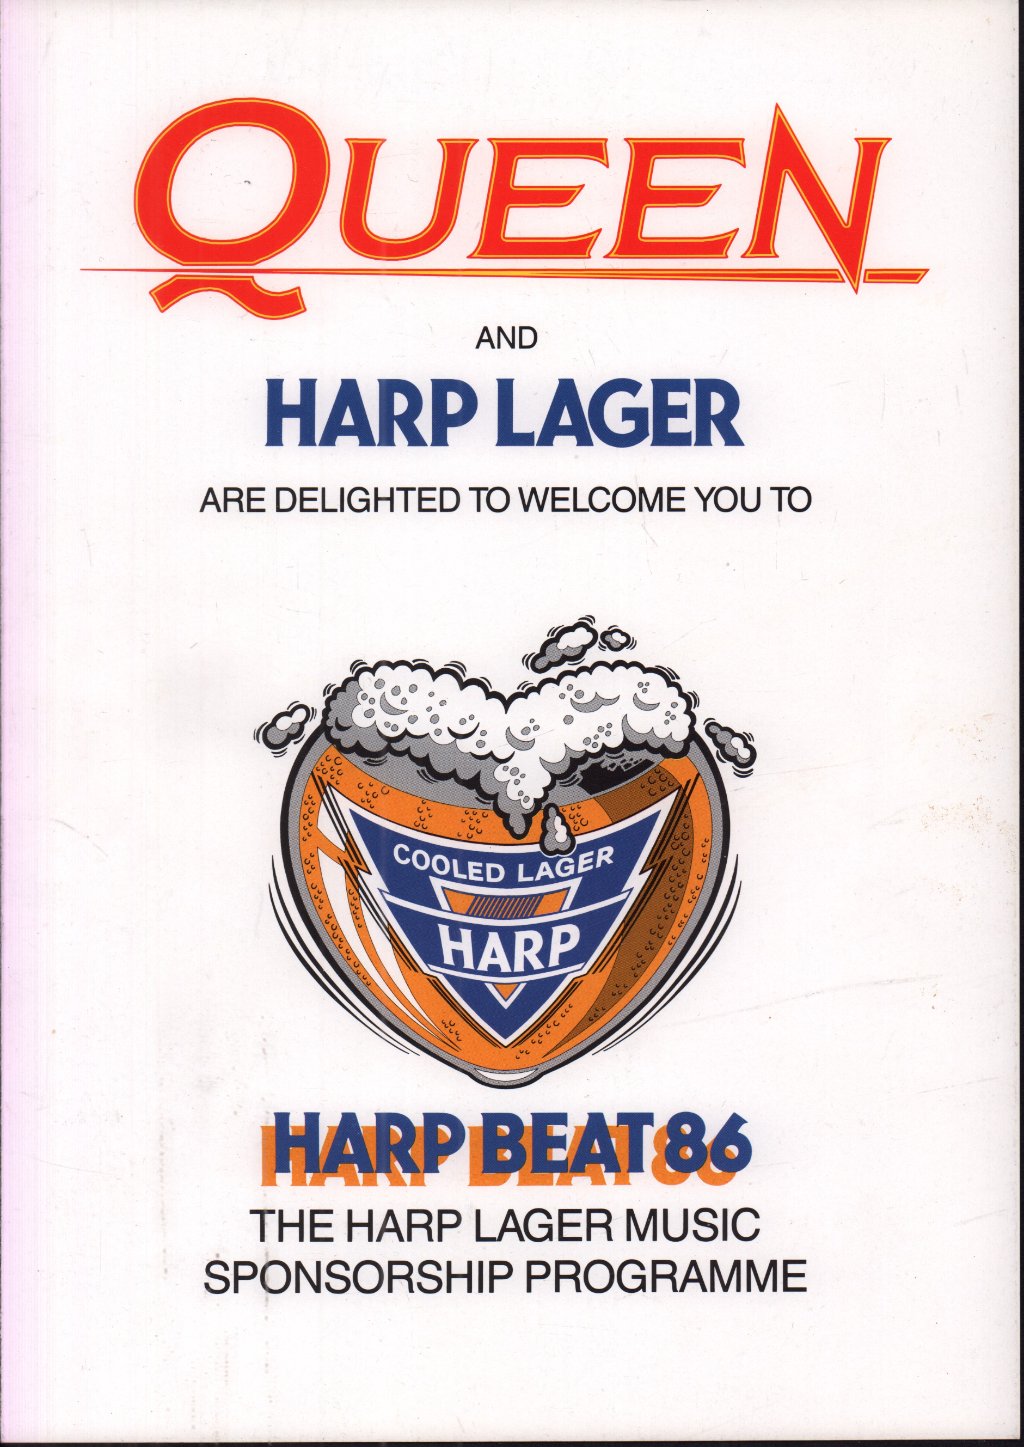 QUEEN
AND
HARP LAGER
ARE DELIGHTED TO WELCOME YOU TO
COOLED LAGER
HARP
HARP BEAT 86
THE HARP LAGER MUSIC
SPONSORSHIP PROGRAMME